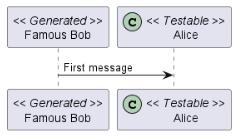 << Generated >>
Famous Bob
C
<< Testable >>
Alice
First message
<< Generated >>
Famous Bob
C
<< Testable >>
Alice